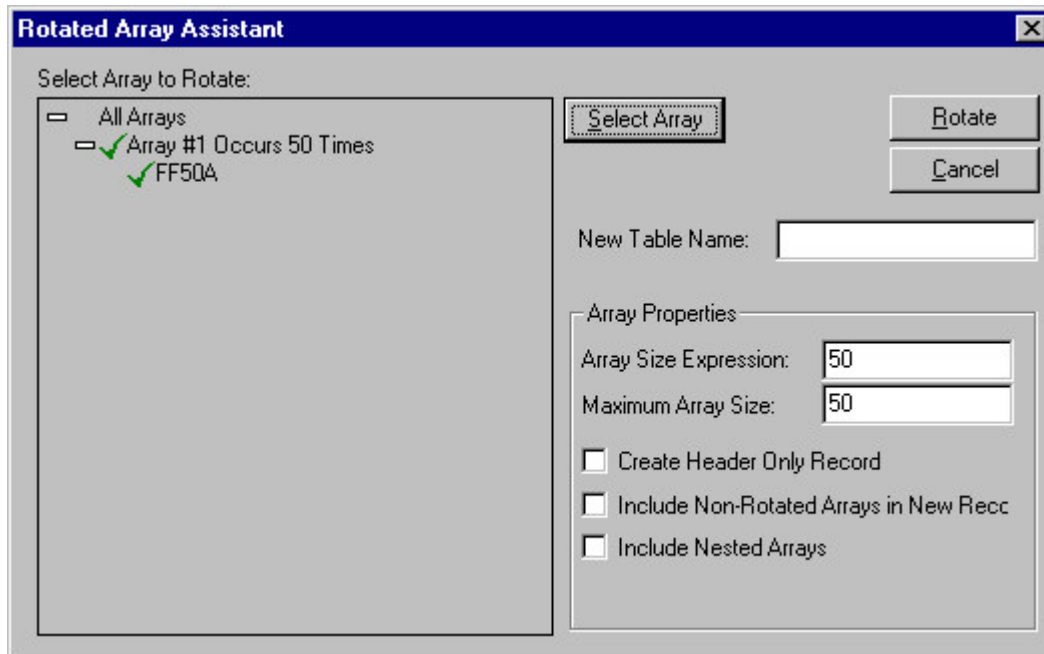 Rotated Array Assistant
Select Array to Rotate:
All Arrays
Array #1 Occurs 50 Times
FF50A
Select Array
Rotate
Cancel
New Table Name:
Array Properties
Array Size Expression: 50
Maximum Array Size: 50
Create Header Only Record
Include Non-Rotated Arrays in New Recc
Include Nested Arrays